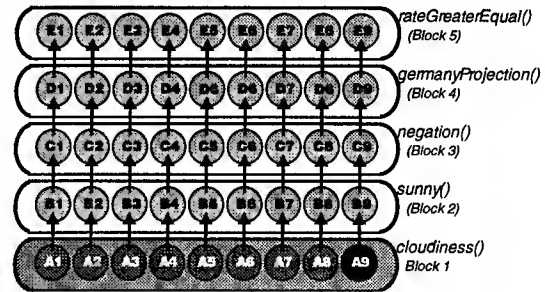 E1 E2 E3 E4 E5 E6 E7 E8 E9 rateGreaterEqual()
(Block 5)
D1 D2 D3 D4 D5 D6 D7 D8 D9 germanyProjection()
(Block 4)
C1 C2 C3 C4 C5 C6 C7 C8 C9 negation()
(Block 3)
B1 B2 B3 B4 B5 B6 B7 B8 B9 sunny()
(Block 2)
A1 A2 A3 A4 A5 A6 A7 A8 A9 cloudiness()
Block 1